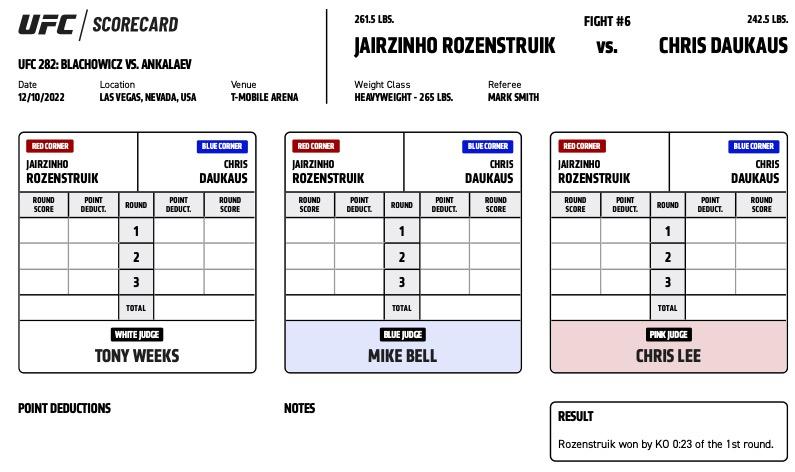 UFC / SCORECARD
UFC 282: BLACHOWICZ VS. ANKALAEV
Date Location Venue
12/10/2022 LAS VEGAS, NEVADA, USA T-MOBILE ARENA
261.5 LBS. FIGHT #6 242.5 LBS.
JAIRZINHO ROZENSTRUIK vs. CHRIS DAUKAUS
Weight Class Referee
HEAVYWEIGHT - 265 LBS. MARK SMITH
RED CORNER BLUE CORNER
JAIRZINHO CHRIS
ROZENSTRUIK DAUKAUS
ROUND POINT ROUND POINT ROUND
SCORE DEDUCT. DEDUCT. SCORE
1
2
3
TOTAL
WHITE JUDGE
TONY WEEKS
RED CORNER BLUE CORNER
JAIRZINHO CHRIS
ROZENSTRUIK DAUKAUS
ROUND POINT ROUND POINT ROUND
SCORE DEDUCT. DEDUCT. SCORE
1
2
3
TOTAL
BLUE JUDGE
MIKE BELL
RED CORNER BLUE CORNER
JAIRZINHO CHRIS
ROZENSTRUIK DAUKAUS
ROUND POINT ROUND POINT ROUND
SCORE DEDUCT. DEDUCT. SCORE
1
2
3
TOTAL
PINK JUDGE
CHRIS LEE
POINT DEDUCTIONS
NOTES
RESULT
Rozenstruik won by KO 0:23 of the 1st round.